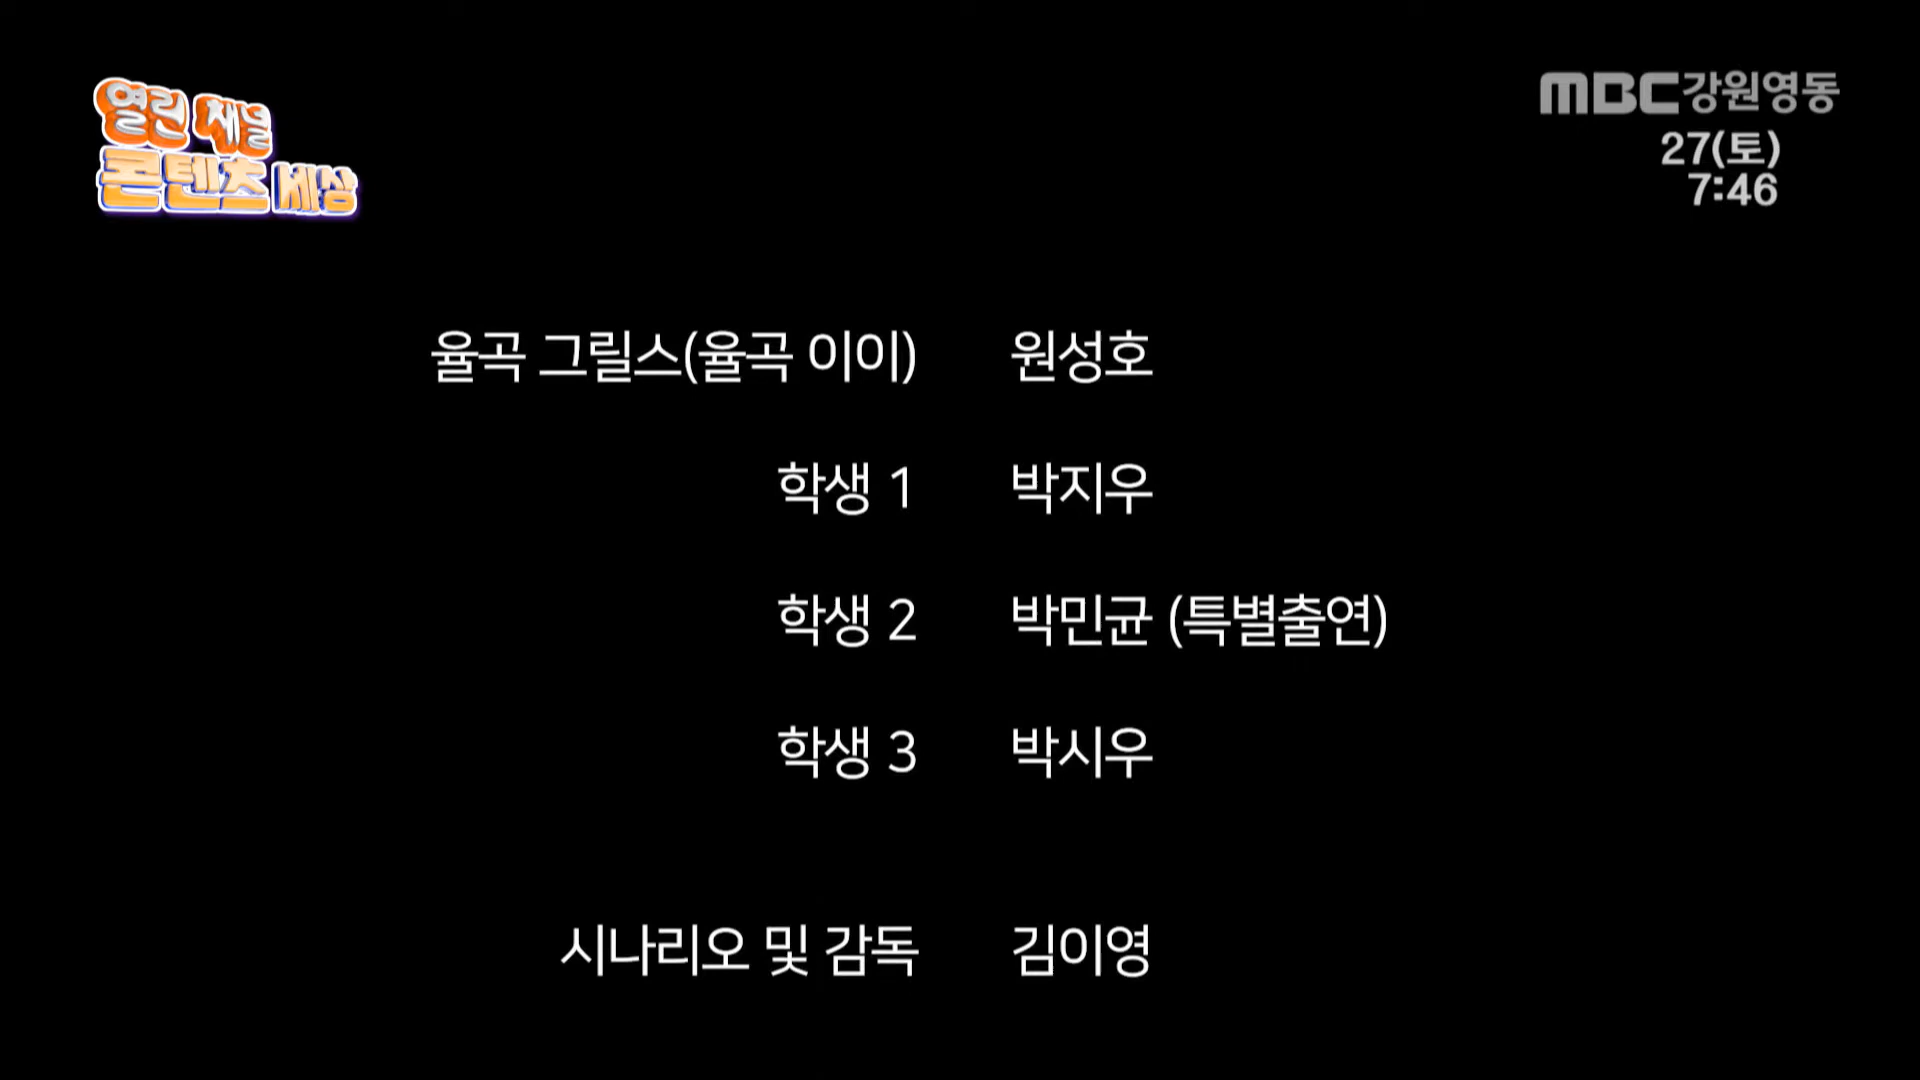 열린 채널
콘텐츠 세상
MBC강원영동
27(토)
7:46
율곡 그릴스(율곡 이이) 원성호
학생 1 박지우
학생 2 박민균 (특별출연)
학생 3 박시우
시나리오 및 감독 김이영